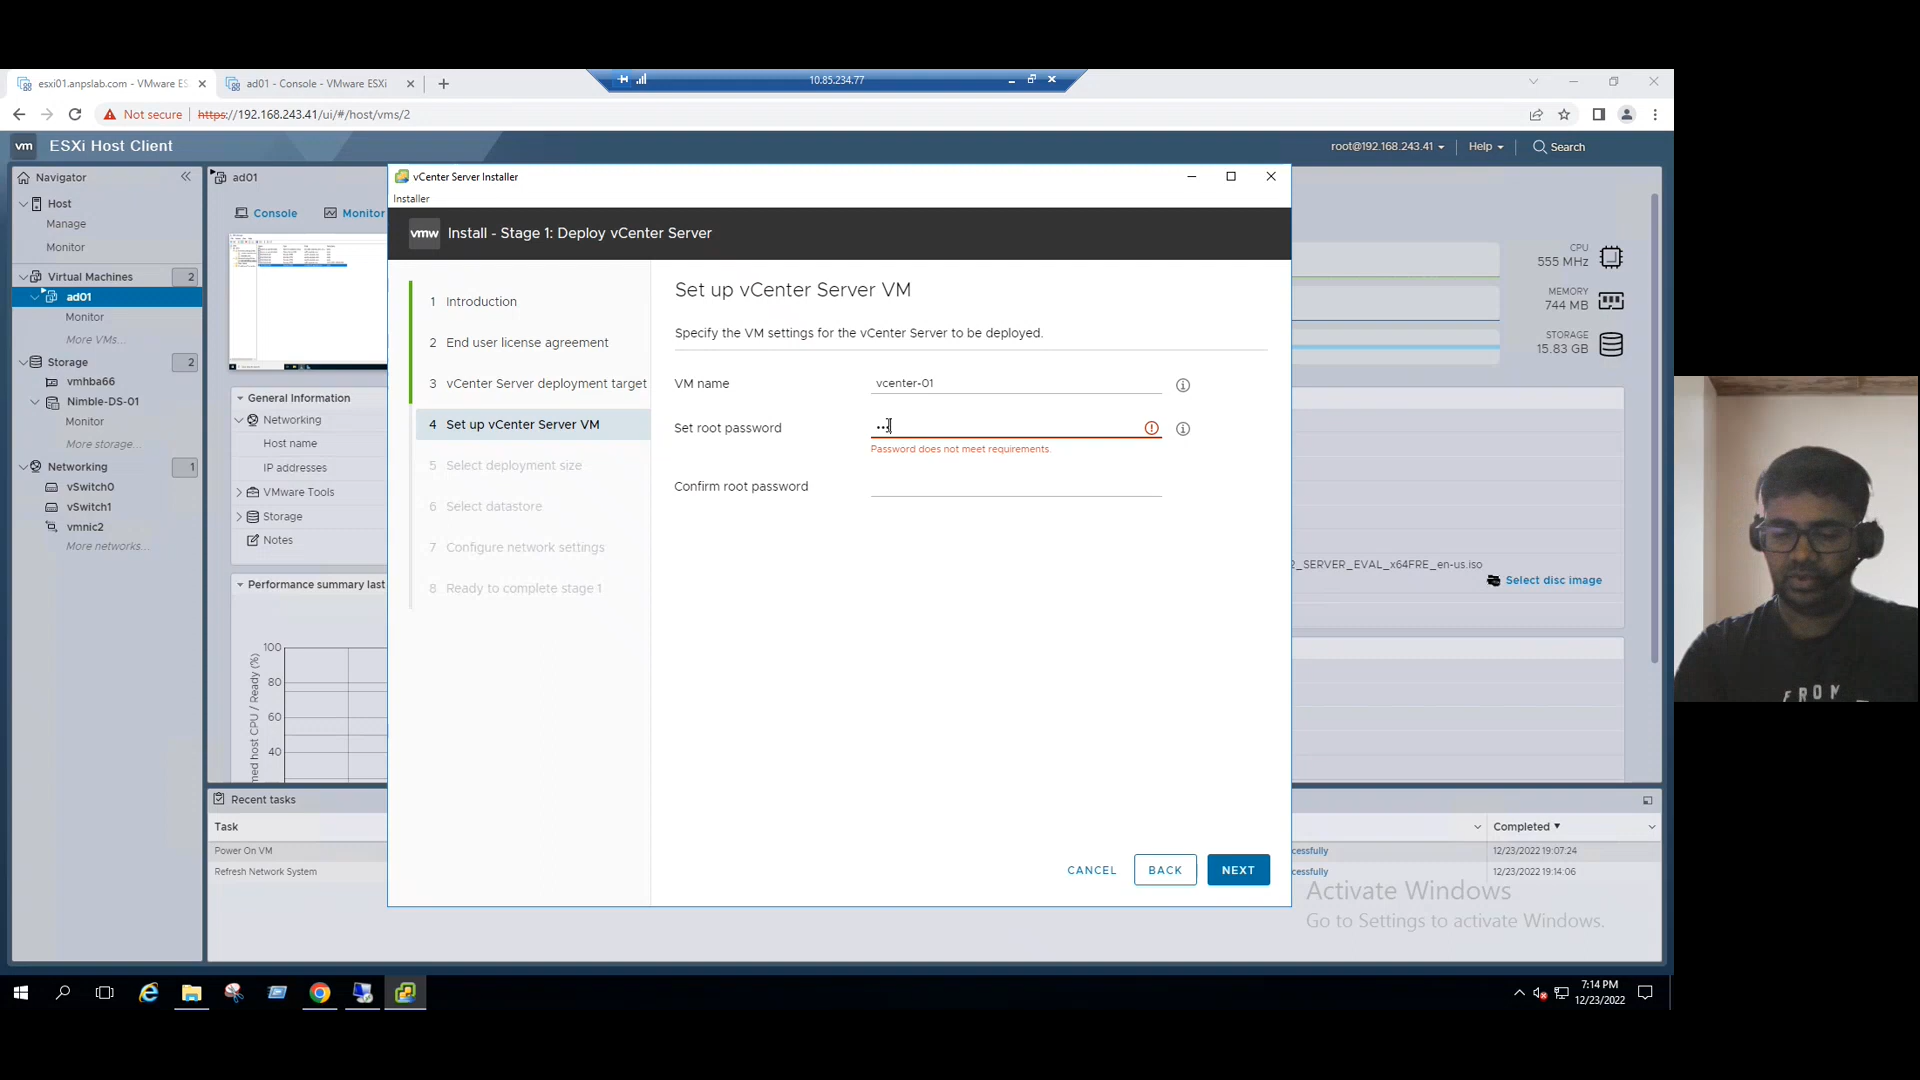 esxi01.anpslab.com - VMware ES
ad01 - Console - VMware ESXi
10.85.234.77
Not secure
https://192.168.243.41/ui/#/host/vms/2
vm
ESXi Host Client
root@192.168.243.41
Help
Search
Navigator
ad01
vCenter Server Installer
Installer
Host
Manage
Monitor
Console
Monitor
vmw
Install - Stage 1: Deploy vCenter Server
Virtual Machines
2
ad01
Monitor
More VMs...
Storage
2
vmhba66
Nimble-DS-01
Monitor
More storage...
Networking
1
vSwitch0
vSwitch1
vmnic2
More networks...
General Information
Networking
Host name
IP addresses
VMware Tools
Storage
Notes
Performance summary last
100
80
60
40
med host CPU / Ready (%)
1 Introduction
2 End user license agreement
3 vCenter Server deployment target
4 Set up vCenter Server VM
5 Select deployment size
6 Select datastore
7 Configure network settings
8 Ready to complete stage 1
Set up vCenter Server VM
Specify the VM settings for the vCenter Server to be deployed.
VM name
vcenter-01
Set root password
Password does not meet requirements.
Confirm root password
CANCEL
BACK
NEXT
CPU
555 MHz
MEMORY
744 MB
STORAGE
15.83 GB
2_SERVER_EVAL_x64FRE_en-us.iso
Select disc image
Recent tasks
Task
Completed
Power On VM
cessfully
12/23/2022 19:07:24
Refresh Network System
cessfully
12/23/2022 19:14:06
Activate Windows
Go to Settings to activate Windows.
7:14 PM
12/23/2022
FROM